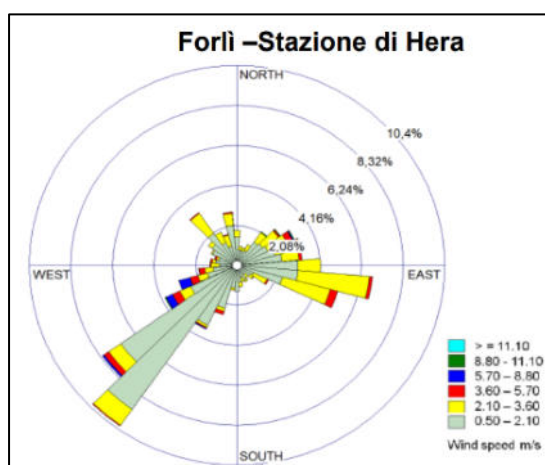 Forlì –Stazione di Hera
NORTH
10,4%
8,32%
6,24%
4,16%
2,08%
WEST
EAST
SOUTH
> = 11.10
8.80 - 11.10
5.70 – 8.80
3.60 – 5.70
2.10 – 3.60
0.50 – 2.10
Wind speed m/s